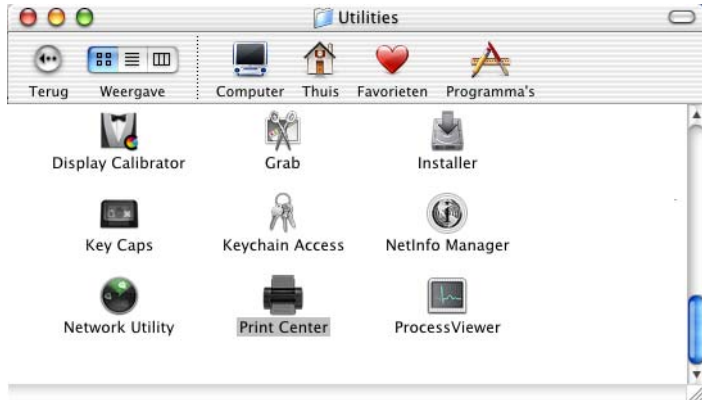 Utilities
Terug Weergave Computer Thuis Favorieten Programma's
Display Calibrator Grab Installer
Key Caps Keychain Access NetInfo Manager
Network Utility Print Center ProcessViewer